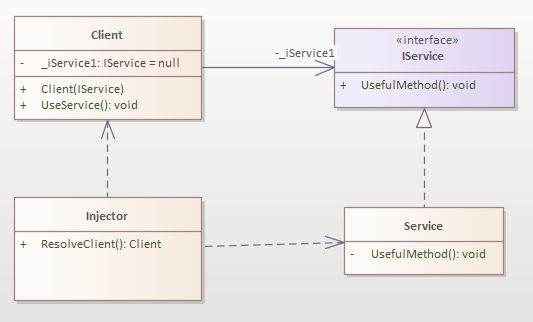 Client
- _iService1: IService = null
+ Client(IService)
+ UseService(): void
-_iService1
«interface»
IService
+ UsefulMethod(): void
Injector
+ ResolveClient(): Client
Service
- UsefulMethod(): void